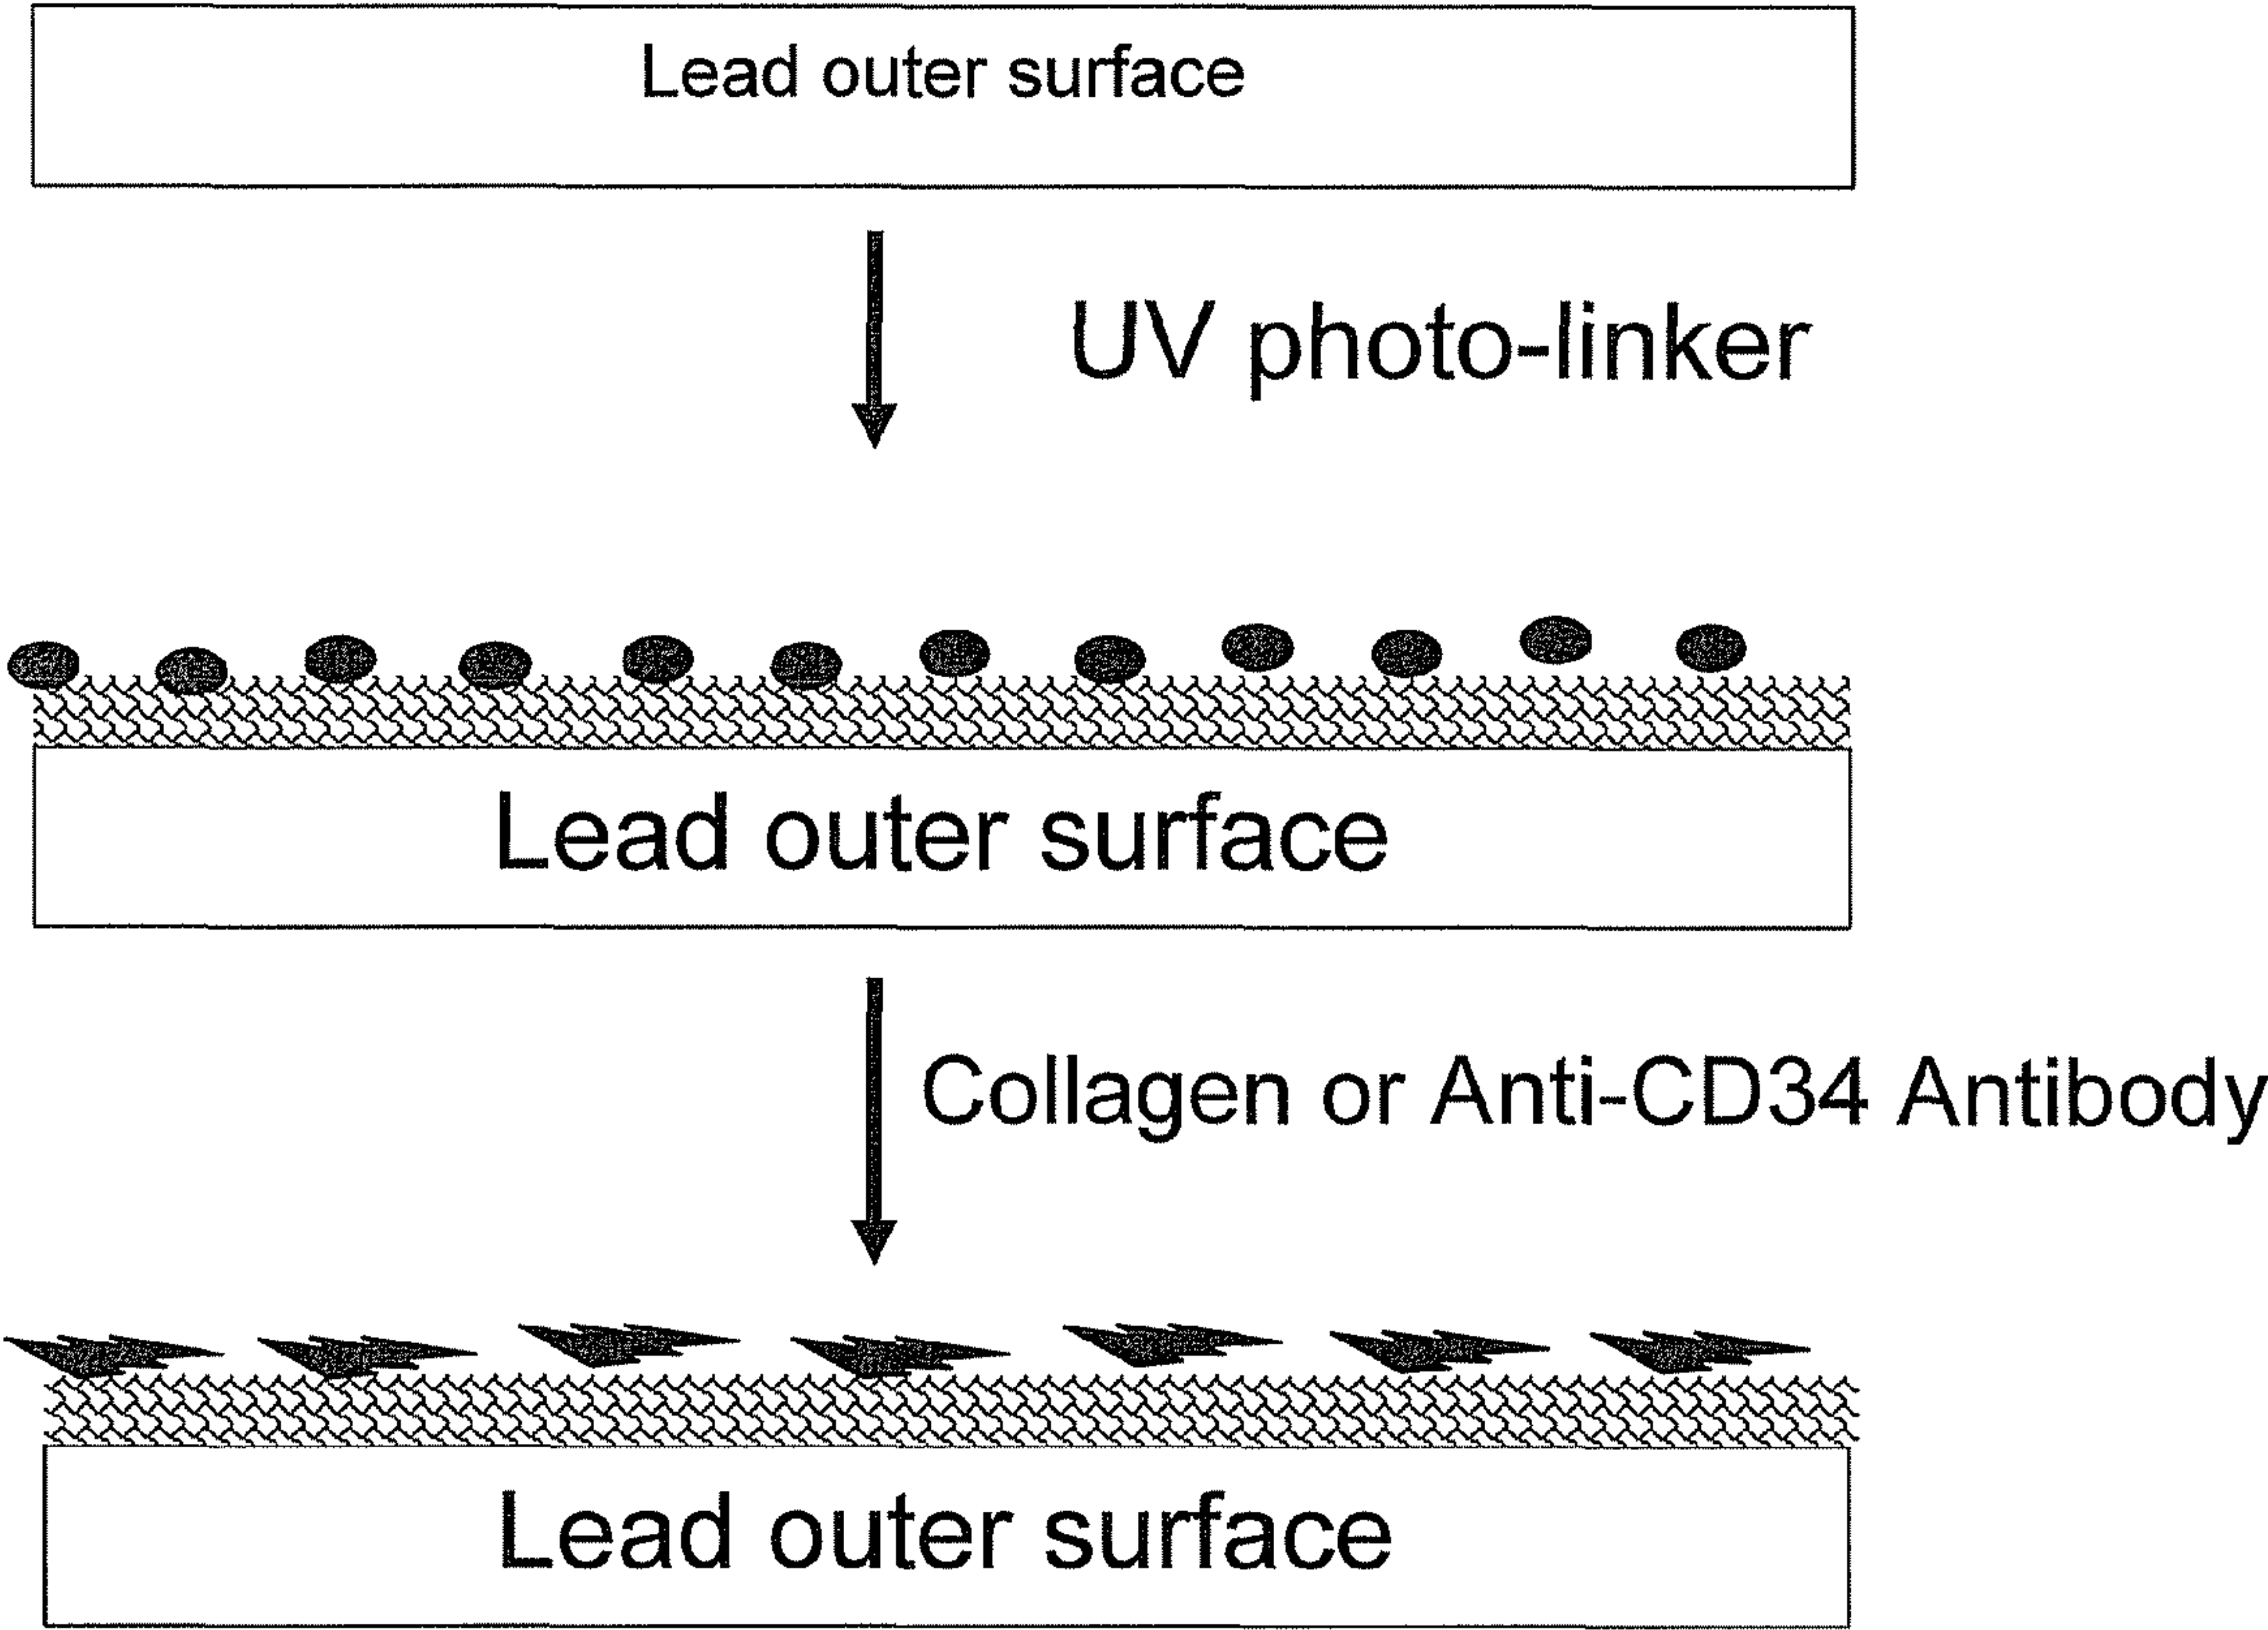 Lead outer surface
UV photo-linker
Lead outer surface
Collagen or Anti-CD34 Antibody
Lead outer surface